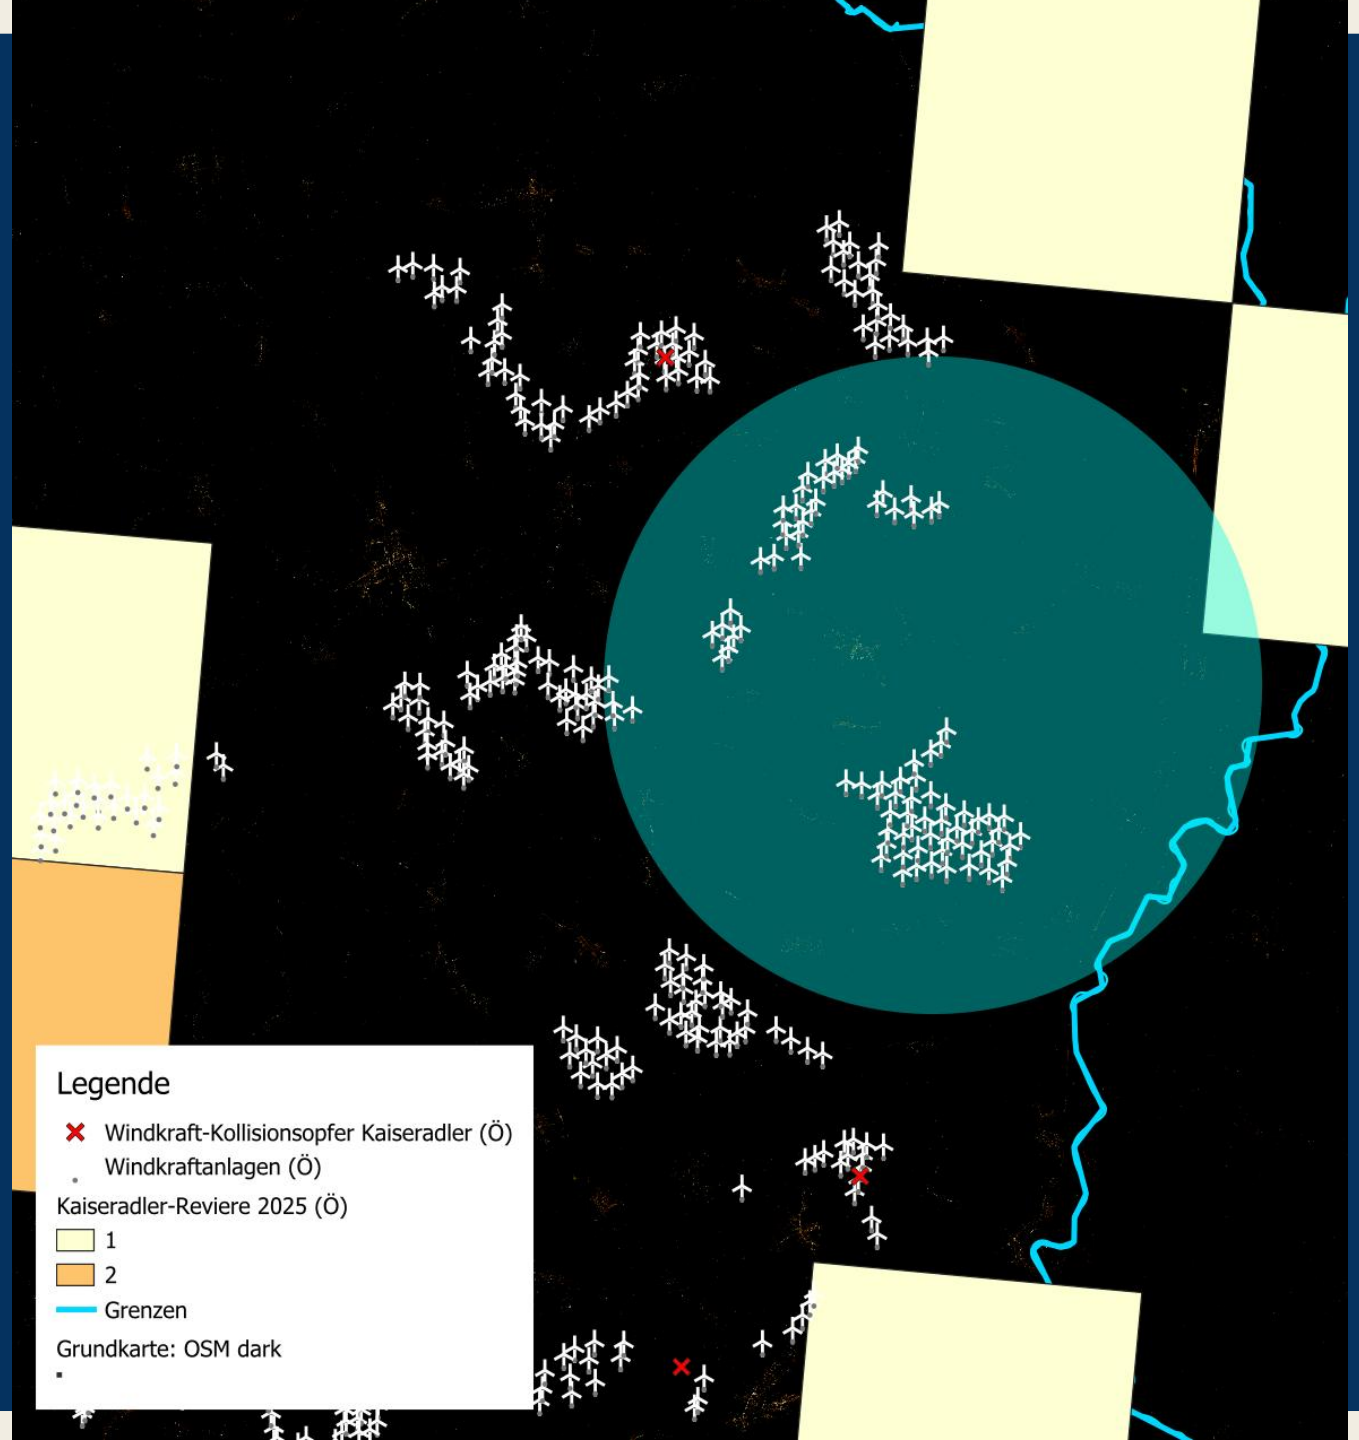 Legende
Windkraft-Kollisionsopfer Kaiseradler (Ö)
Windkraftanlagen (Ö)
Kaiseradler-Reviere 2025 (Ö)
1
2
Grenzen
Grundkarte: OSM dark